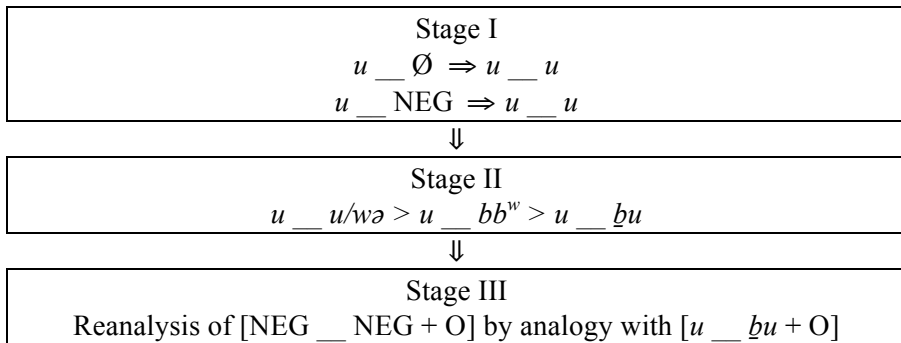 Stage I
u __ Ø ⇒ u __ u
u __ NEG ⇒ u __ u
⇓
Stage II
u __ u/wə > u __ bbʷ > u __ ḇu
⇓
Stage III
Reanalysis of [NEG __ NEG + O] by analogy with [u __ ḇu + O]